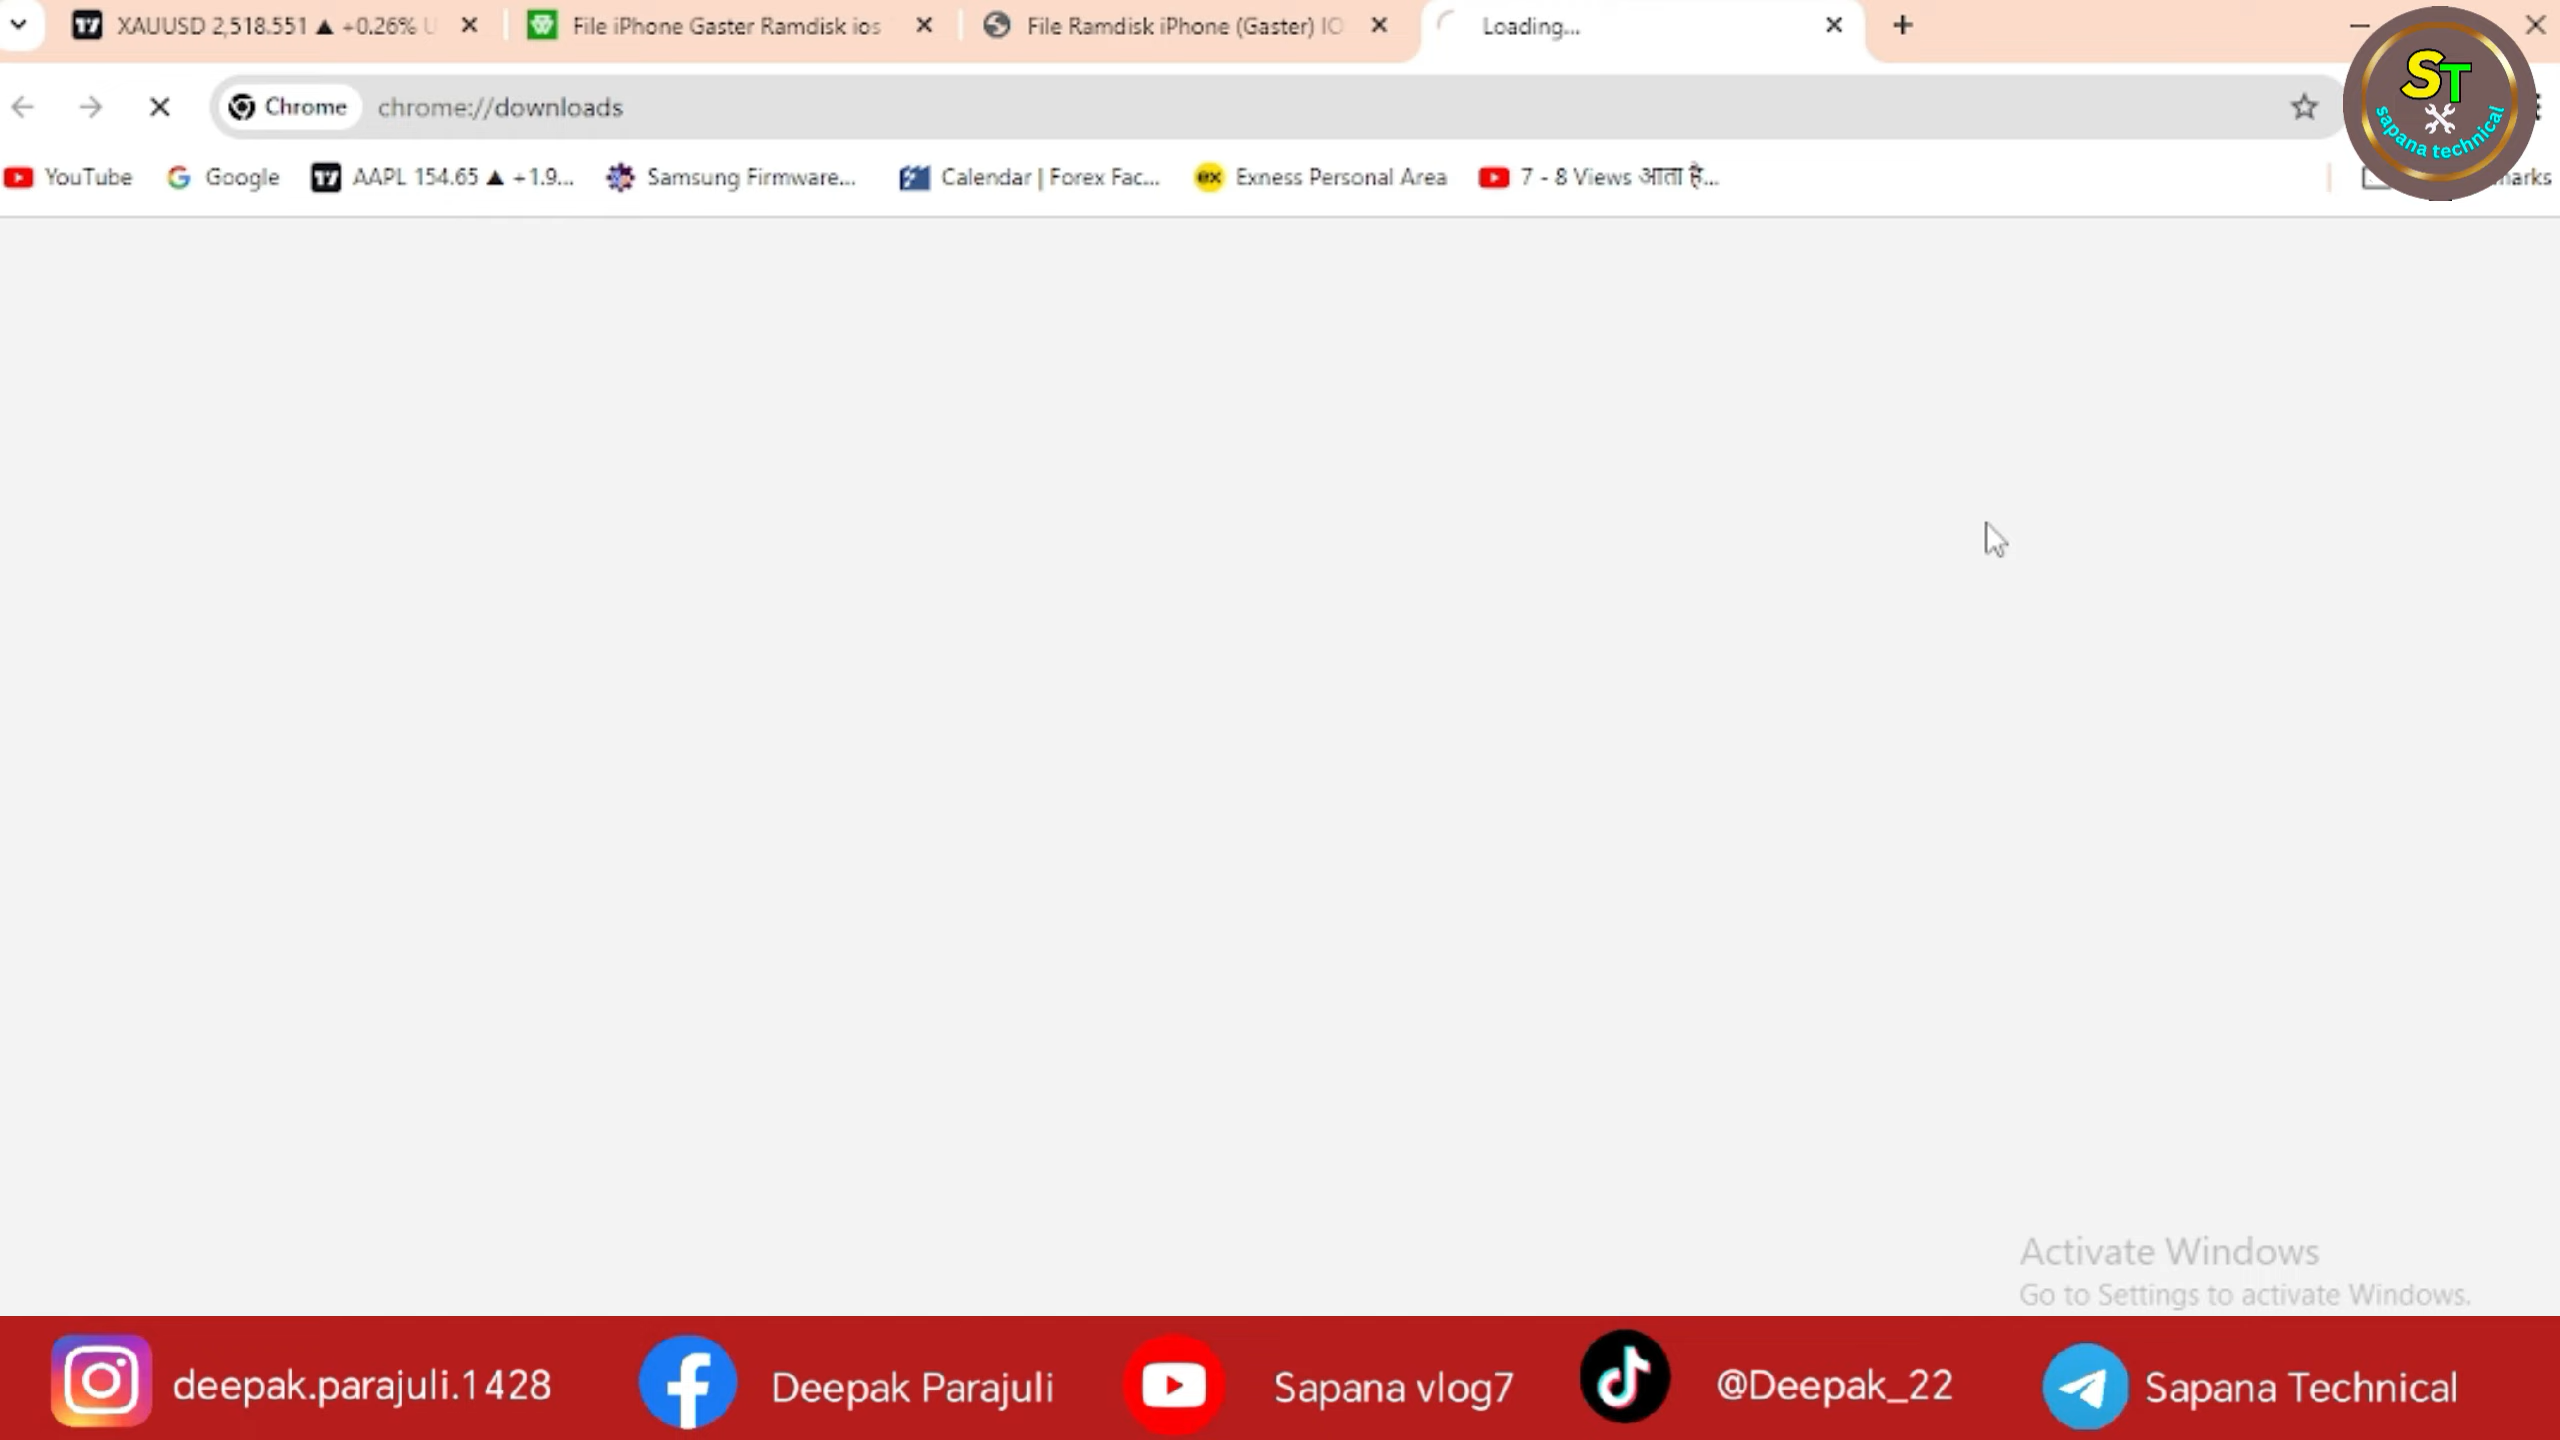 XAUUSD 2,518.551 ▲ +0.26% U
File iPhone Gaster Ramdisk ios
File Ramdisk iPhone (Gaster) IO
Loading...
Chrome
chrome://downloads
YouTube
Google
AAPL 154.65 ▲ +1.9...
Samsung Firmware...
Calendar | Forex Fac...
Exness Personal Area
7 - 8 Views आता है...
marks
ST
sapana technical
Activate Windows
Go to Settings to activate Windows.
deepak.parajuli.1428
Deepak Parajuli
Sapana vlog7
@Deepak_22
Sapana Technical